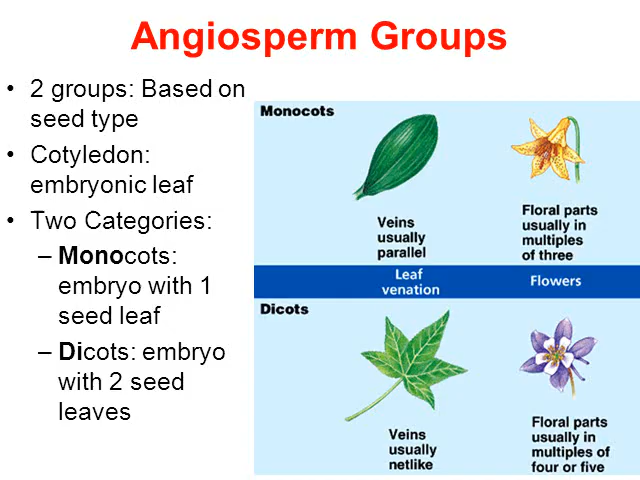 Angiosperm Groups
• 2 groups: Based on
seed type
• Cotyledon:
embryonic leaf
• Two Categories:
– Monocots:
embryo with 1
seed leaf
– Dicots: embryo
with 2 seed
leaves
Monocots
Veins
usually
parallel
Floral parts
usually in
multiples
of three
Leaf
venation
Flowers
Dicots
Veins
usually
netlike
Floral parts
usually in
multiples of
four or five